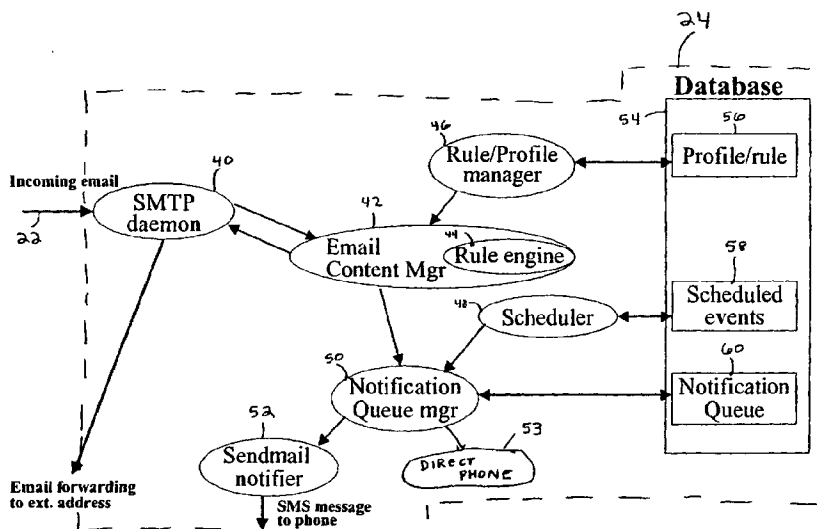 24
Database
54
56
Profile/rule
46
Rule/Profile
manager
40
Incoming email
SMTP
daemon
22
42
44
Email
Content Mgr
Rule engine
58
Scheduled
events
48
Scheduler
60
Notification
Queue
50
Notification
Queue mgr
52
Sendmail
notifier
53
DIRECT
PHONE
Email forwarding
to ext. address
SMS message
to phone